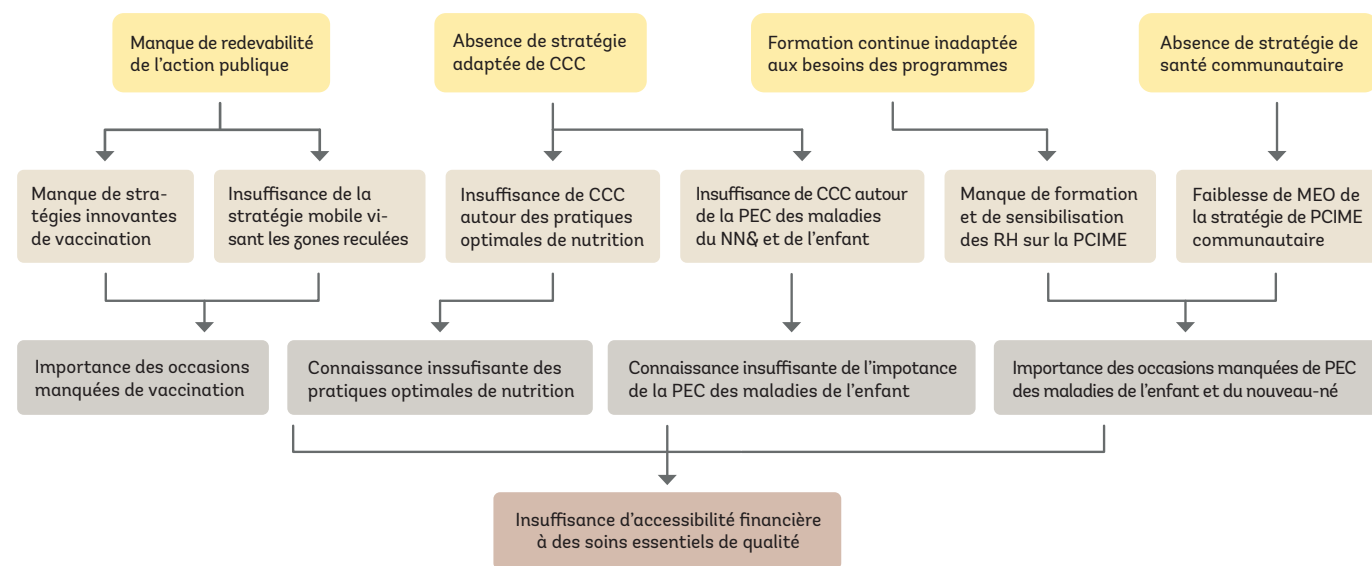 Manque de redevabilité
de l'action publique
Absence de stratégie
adaptée de CCC
Formation continue inadaptée
aux besoins des programmes
Absence de stratégie de
santé communautaire
Manque de stra-
tégies innovantes
de vaccination
Insuffisance de la
stratégie mobile vi-
sant les zones reculées
Insuffisance de CCC
autour des pratiques
optimales de nutrition
Insuffisance de CCC autour
de la PEC des maladies
du NN& et de l'enfant
Manque de formation
et de sensibilisation
des RH sur la PCIME
Faiblesse de MEO de
la stratégie de PCIME
communautaire
Importance des occasions
manquées de vaccination
Connaissance inssufisante des
pratiques optimales de nutrition
Connaissance insuffisante de l'impotance
de la PEC des maladies de l'enfant
Importance des occasions manquées de PEC
des maladies de l'enfant et du nouveau-né
Insuffisance d'accessibilité financière
à des soins essentiels de qualité